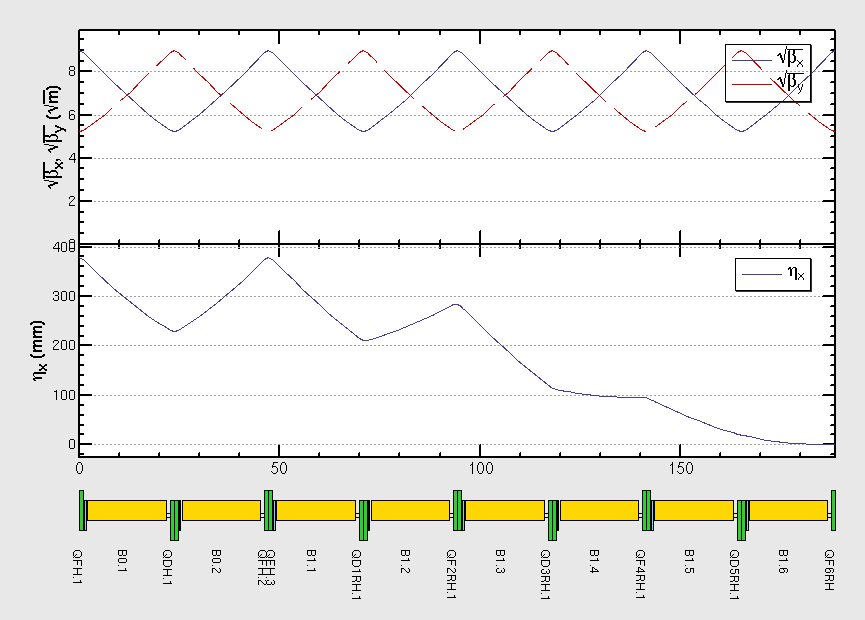 √βx, √βy (√m)
8
6
4
2
0
√βx
√βy
ηx (mm)
400
300
200
100
0
ηx
0 50 100 150
QFH.1 B0.1 QDH.1 B0.2 QFH.2 QFH.3 B1.1 QD1RH.1 B1.2 QF2RH.1 B1.3 QD3RH.1 B1.4 QF4RH.1 B1.5 QD5RH.1 B1.6 QF6RH